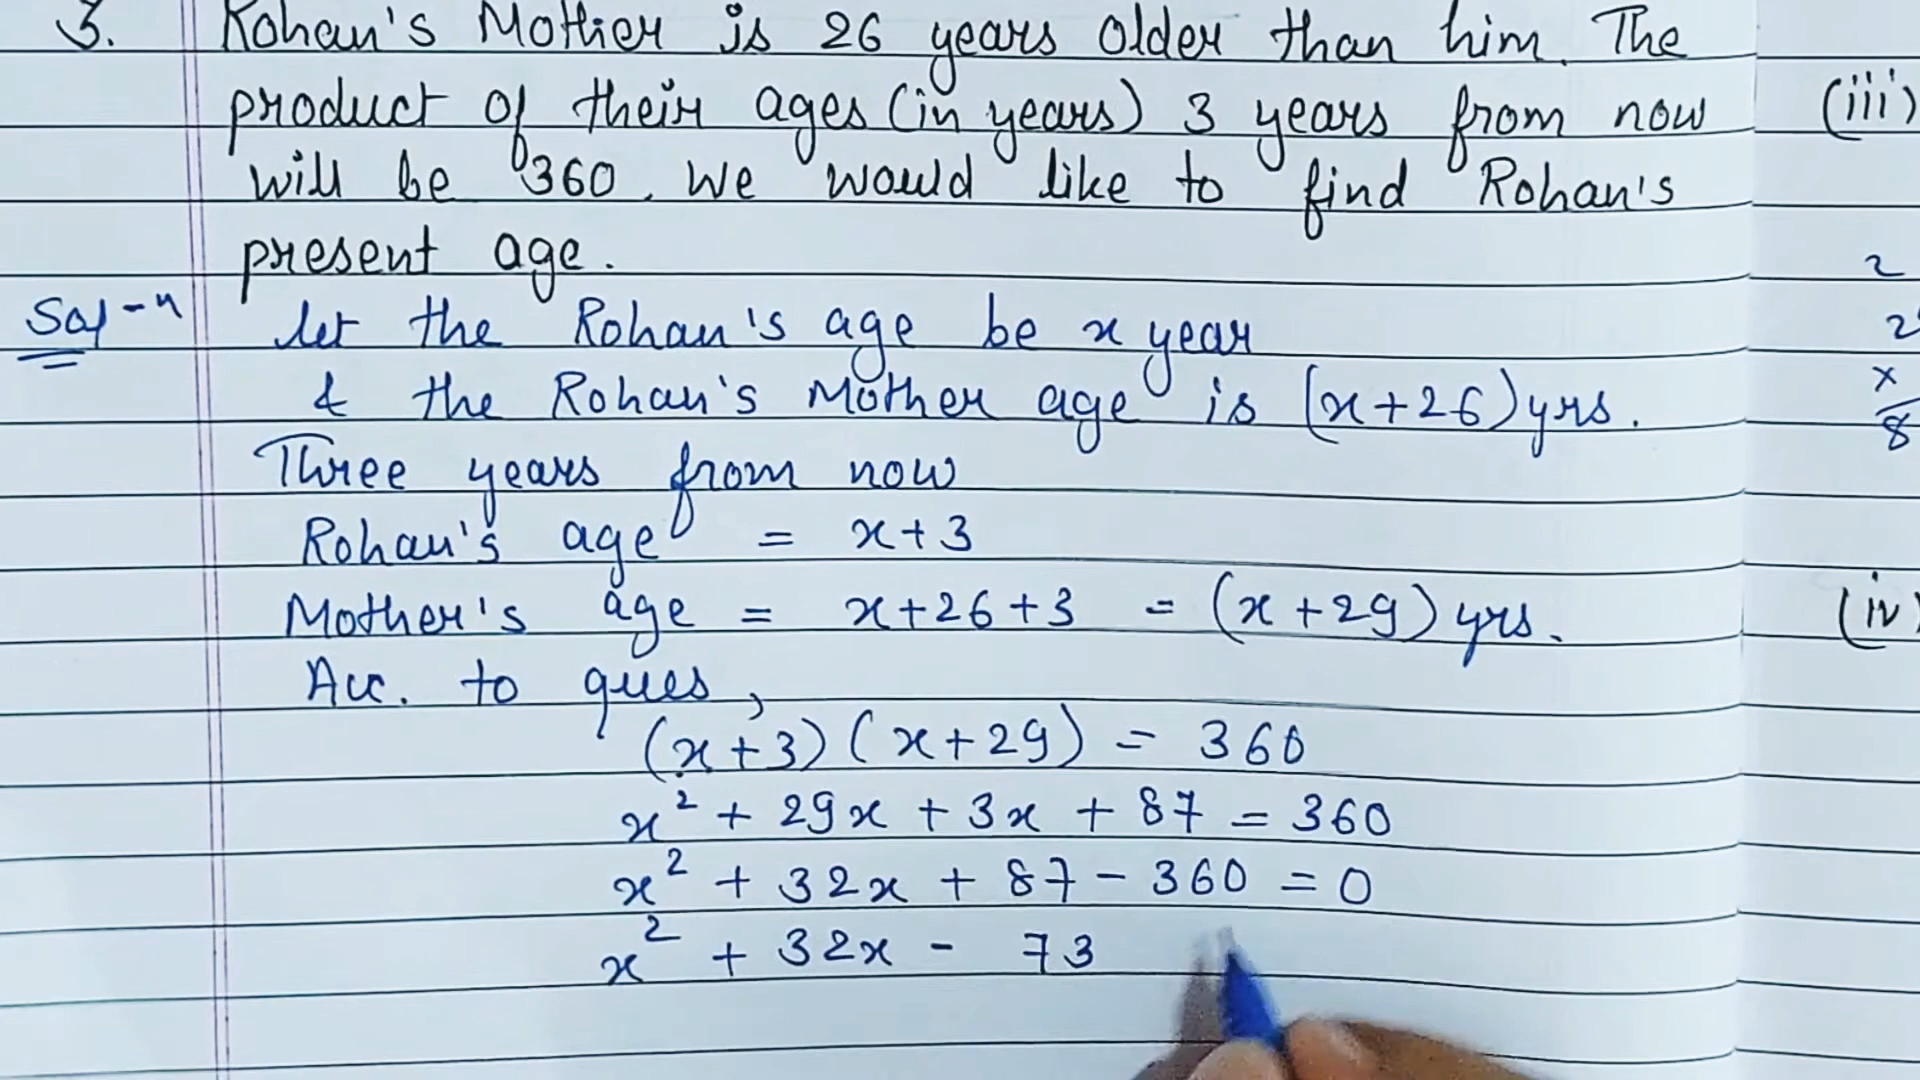 3. Rohan's Mother is 26 years older than him. The
product of their ages (in years) 3 years from now
will be 360. We would like to find Rohan's
present age.
Sol-n let the Rohan's age be x year
& the Rohan's Mother age is (x+26) yrs.
Three years from now
Rohan's age = x+3
Mother's age = x+26+3 = (x+29) yrs.
Acc. to ques,
(x+3)(x+29) = 360
x² + 29x + 3x + 87 = 360
x² + 32x + 87 - 360 = 0
x² + 32x - 73
(iii)
2
2
x
8
(iv)